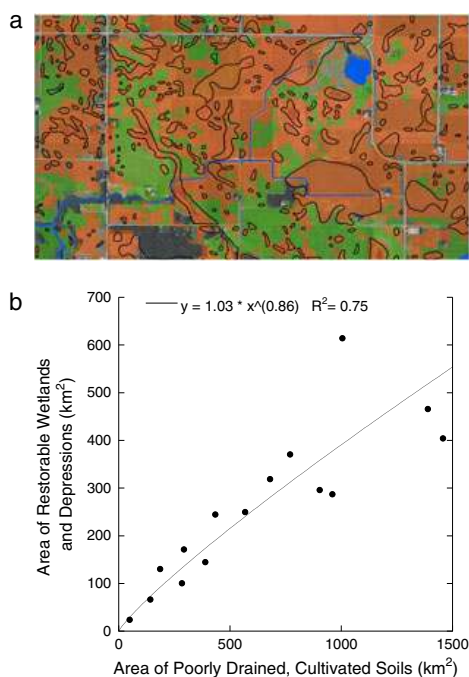 a
b
y = 1.03 * x^(0.86) R²= 0.75
700
600
500
400
300
200
100
0
Area of Restorable Wetlands
and Depressions (km²)
0 500 1000 1500
Area of Poorly Drained, Cultivated Soils (km²)